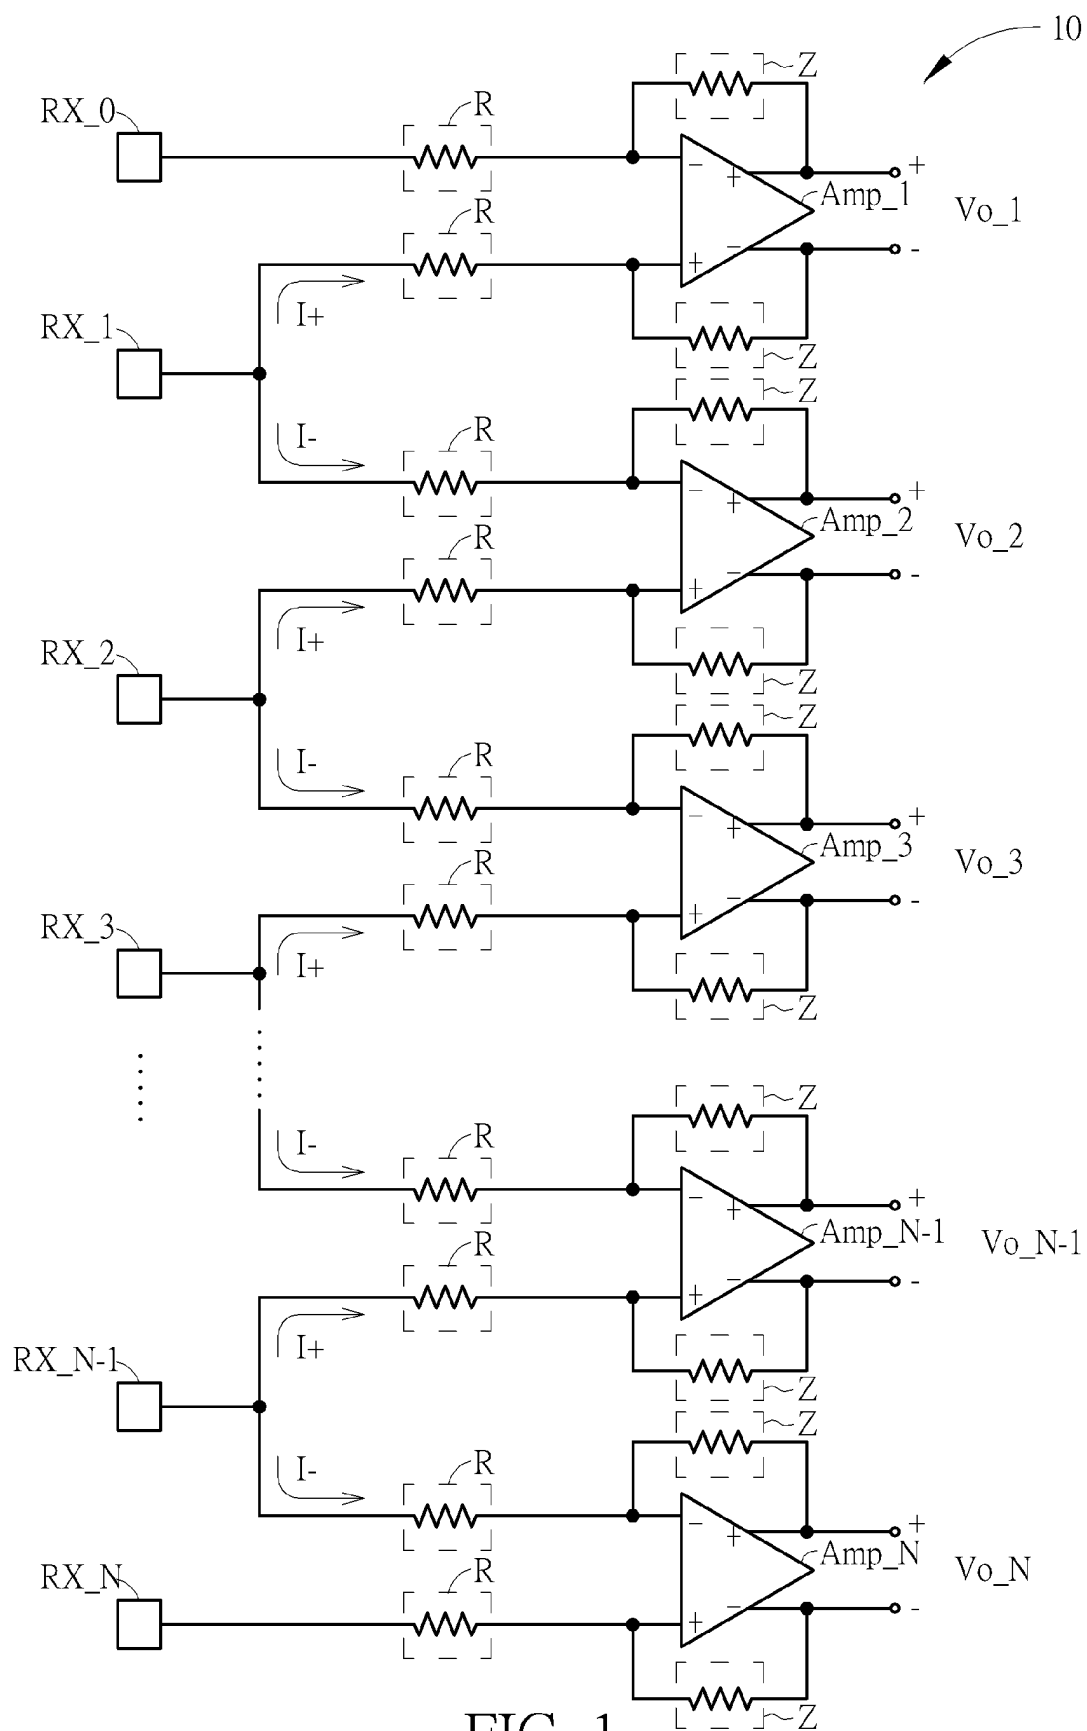 10
Z
RX_0
R
-
+
+
Amp_1
Vo_1
R
-
-
+
I+
Z
RX_1
Z
I-
R
-
+
+
Amp_2
Vo_2
R
-
-
+
I+
Z
RX_2
Z
I-
R
-
+
+
Amp_3
Vo_3
R
-
-
+
RX_3
I+
Z
Z
I-
R
-
+
+
Amp_N-1
Vo_N-1
R
-
-
+
I+
Z
RX_N-1
Z
I-
R
-
+
+
Amp_N
Vo_N
RX_N
R
-
-
+
Z
FIG. 1